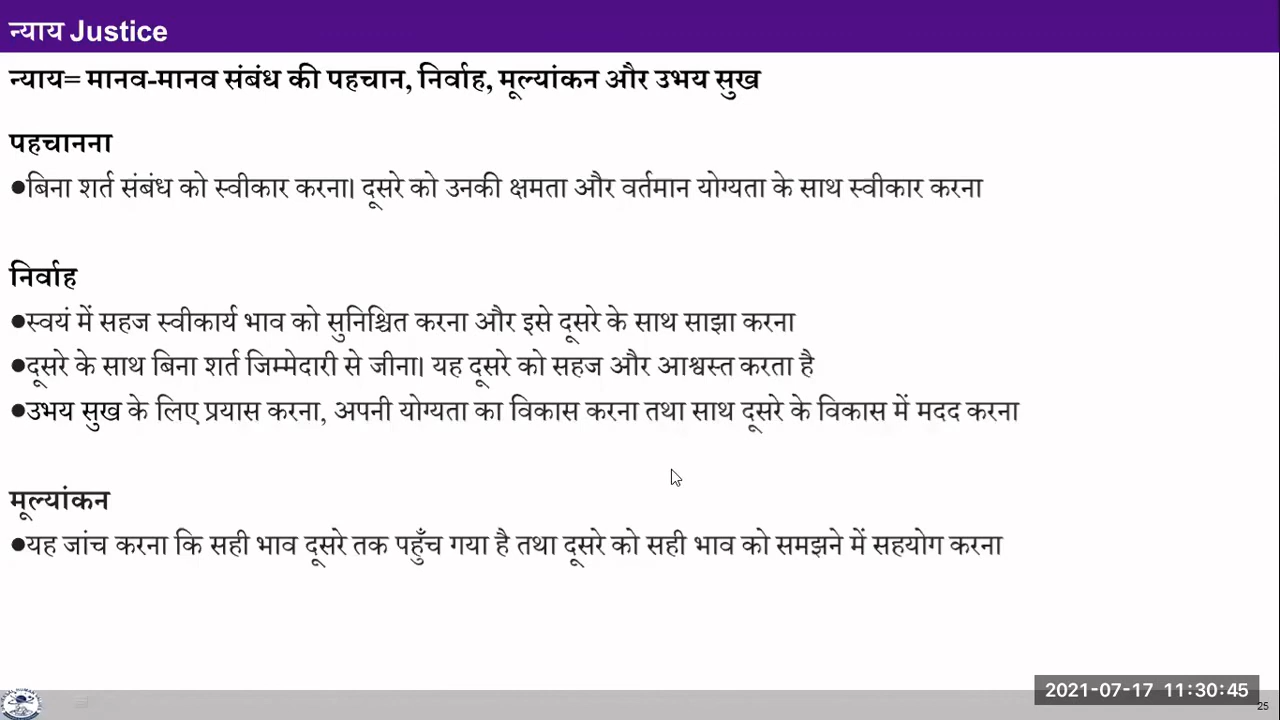 न्याय Justice
न्याय= मानव-मानव संबंध की पहचान, निर्वाह, मूल्यांकन और उभय सुख
पहचानना
●बिना शर्त संबंध को स्वीकार करना। दूसरे को उनकी क्षमता और वर्तमान योग्यता के साथ स्वीकार करना
निर्वाह
●स्वयं में सहज स्वीकार्य भाव को सुनिश्चित करना और इसे दूसरे के साथ साझा करना
●दूसरे के साथ बिना शर्त जिम्मेदारी से जीना। यह दूसरे को सहज और आश्वस्त करता है
●उभय सुख के लिए प्रयास करना, अपनी योग्यता का विकास करना तथा साथ दूसरे के विकास में मदद करना
मूल्यांकन
●यह जांच करना कि सही भाव दूसरे तक पहुँच गया है तथा दूसरे को सही भाव को समझने में सहयोग करना
2021-07-17 11:30:45
25